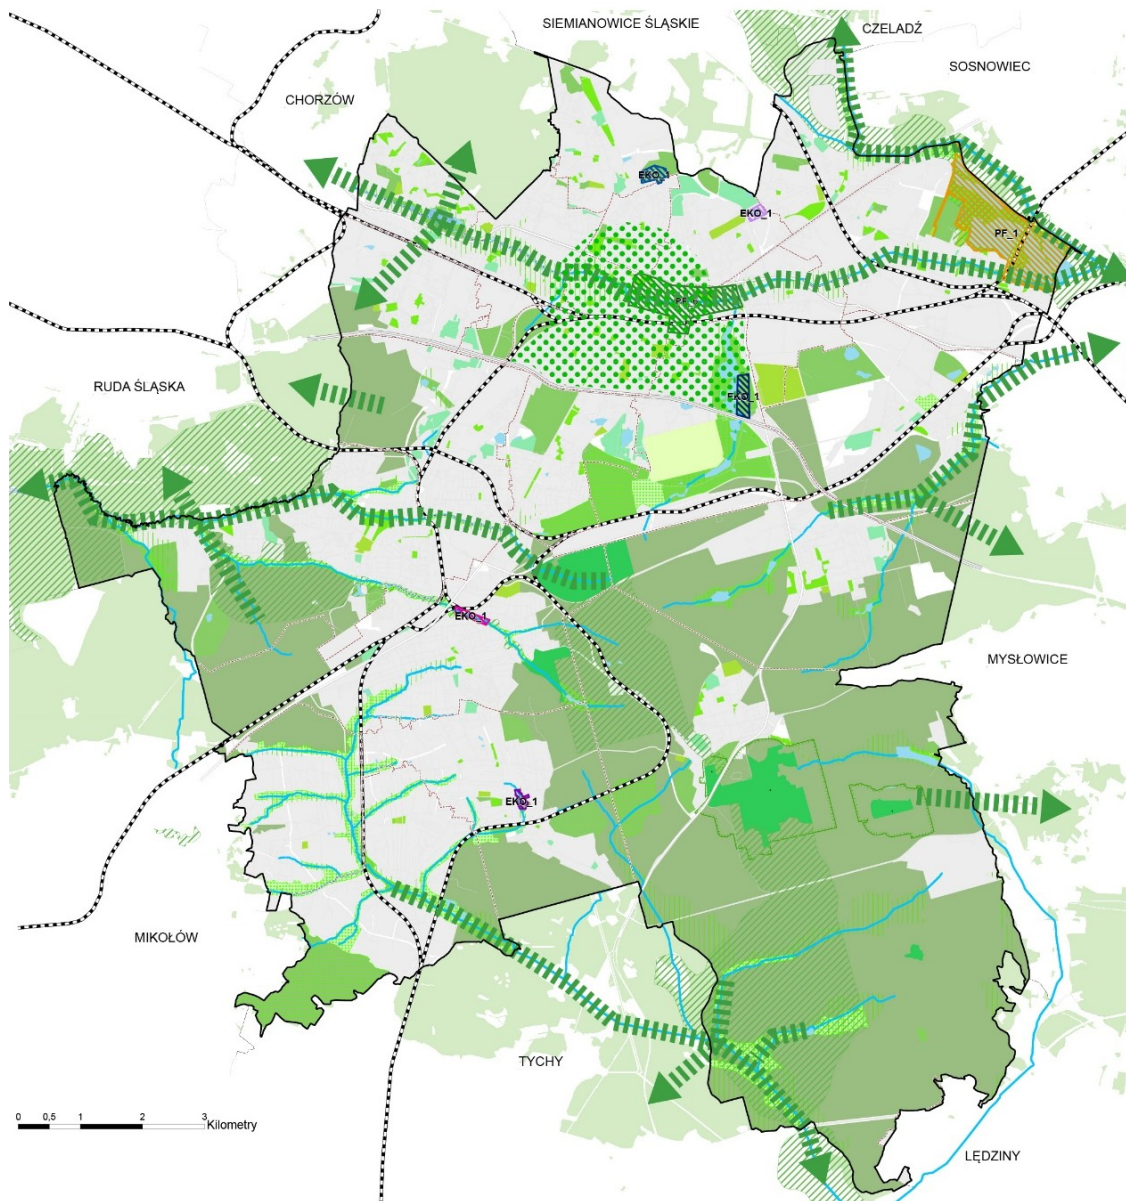 SIEMIANOWICE ŚLĄSKIE
CZELADŹ
SOSNOWIEC
CHORZÓW
EKO_1
EKO_1
PF_1
RUDA ŚLĄSKA
EKO_1
EKO_1
MYSŁOWICE
EKO_1
MIKOŁÓW
TYCHY
0 0,5 1 2 3
Kilometry
LĘDZINY